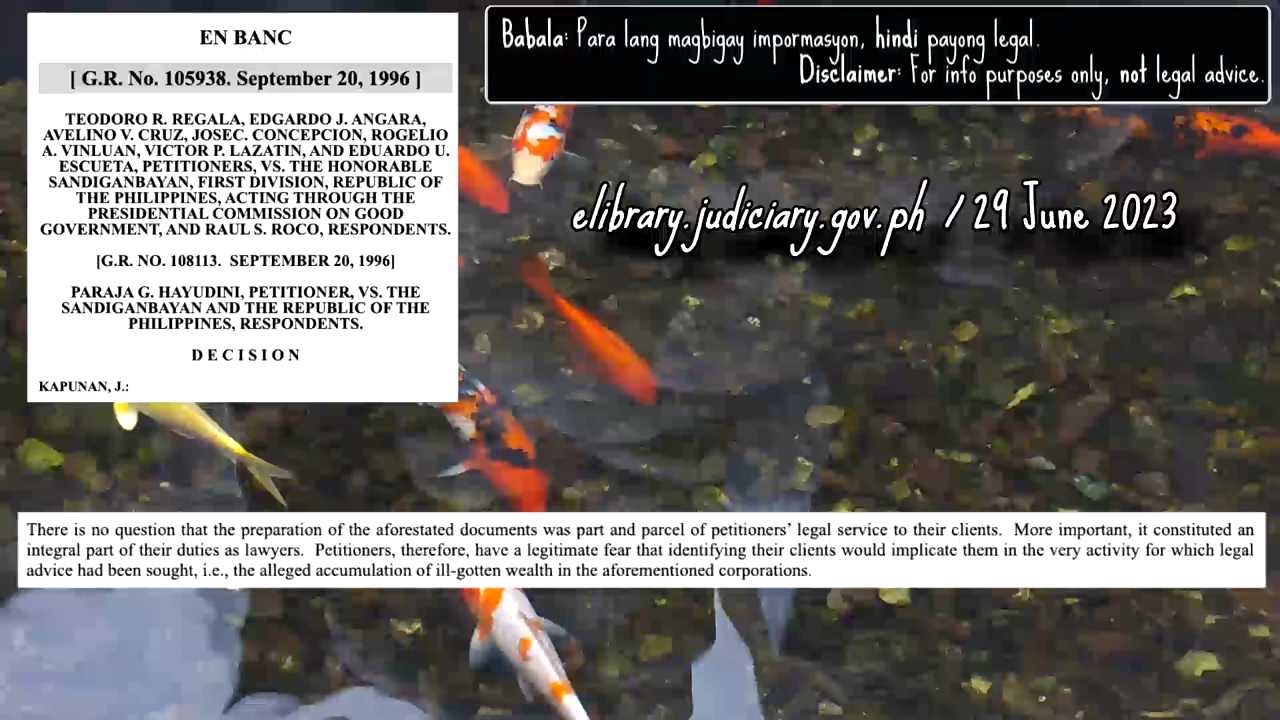 EN BANC
[ G.R. No. 105938. September 20, 1996 ]
TEODORO R. REGALA, EDGARDO J. ANGARA,
AVELINO V. CRUZ, JOSEC. CONCEPCION, ROGELIO
A. VINLUAN, VICTOR P. LAZATIN, AND EDUARDO U.
ESCUETA, PETITIONERS, VS. THE HONORABLE
SANDIGANBAYAN, FIRST DIVISION, REPUBLIC OF
THE PHILIPPINES, ACTING THROUGH THE
PRESIDENTIAL COMMISSION ON GOOD
GOVERNMENT, AND RAUL S. ROCO, RESPONDENTS.
[G.R. NO. 108113. SEPTEMBER 20, 1996]
PARAJA G. HAYUDINI, PETITIONER, VS. THE
SANDIGANBAYAN AND THE REPUBLIC OF THE
PHILIPPINES, RESPONDENTS.
D E C I S I O N
KAPUNAN, J.:
Babala: Para lang magbigay impormasyon, hindi payong legal.
Disclaimer: For info purposes only, not legal advice.
elibrary.judiciary.gov.ph / 29 June 2023
There is no question that the preparation of the aforestated documents was part and parcel of petitioners' legal service to their clients. More important, it constituted an
integral part of their duties as lawyers. Petitioners, therefore, have a legitimate fear that identifying their clients would implicate them in the very activity for which legal
advice had been sought, i.e., the alleged accumulation of ill-gotten wealth in the aforementioned corporations.